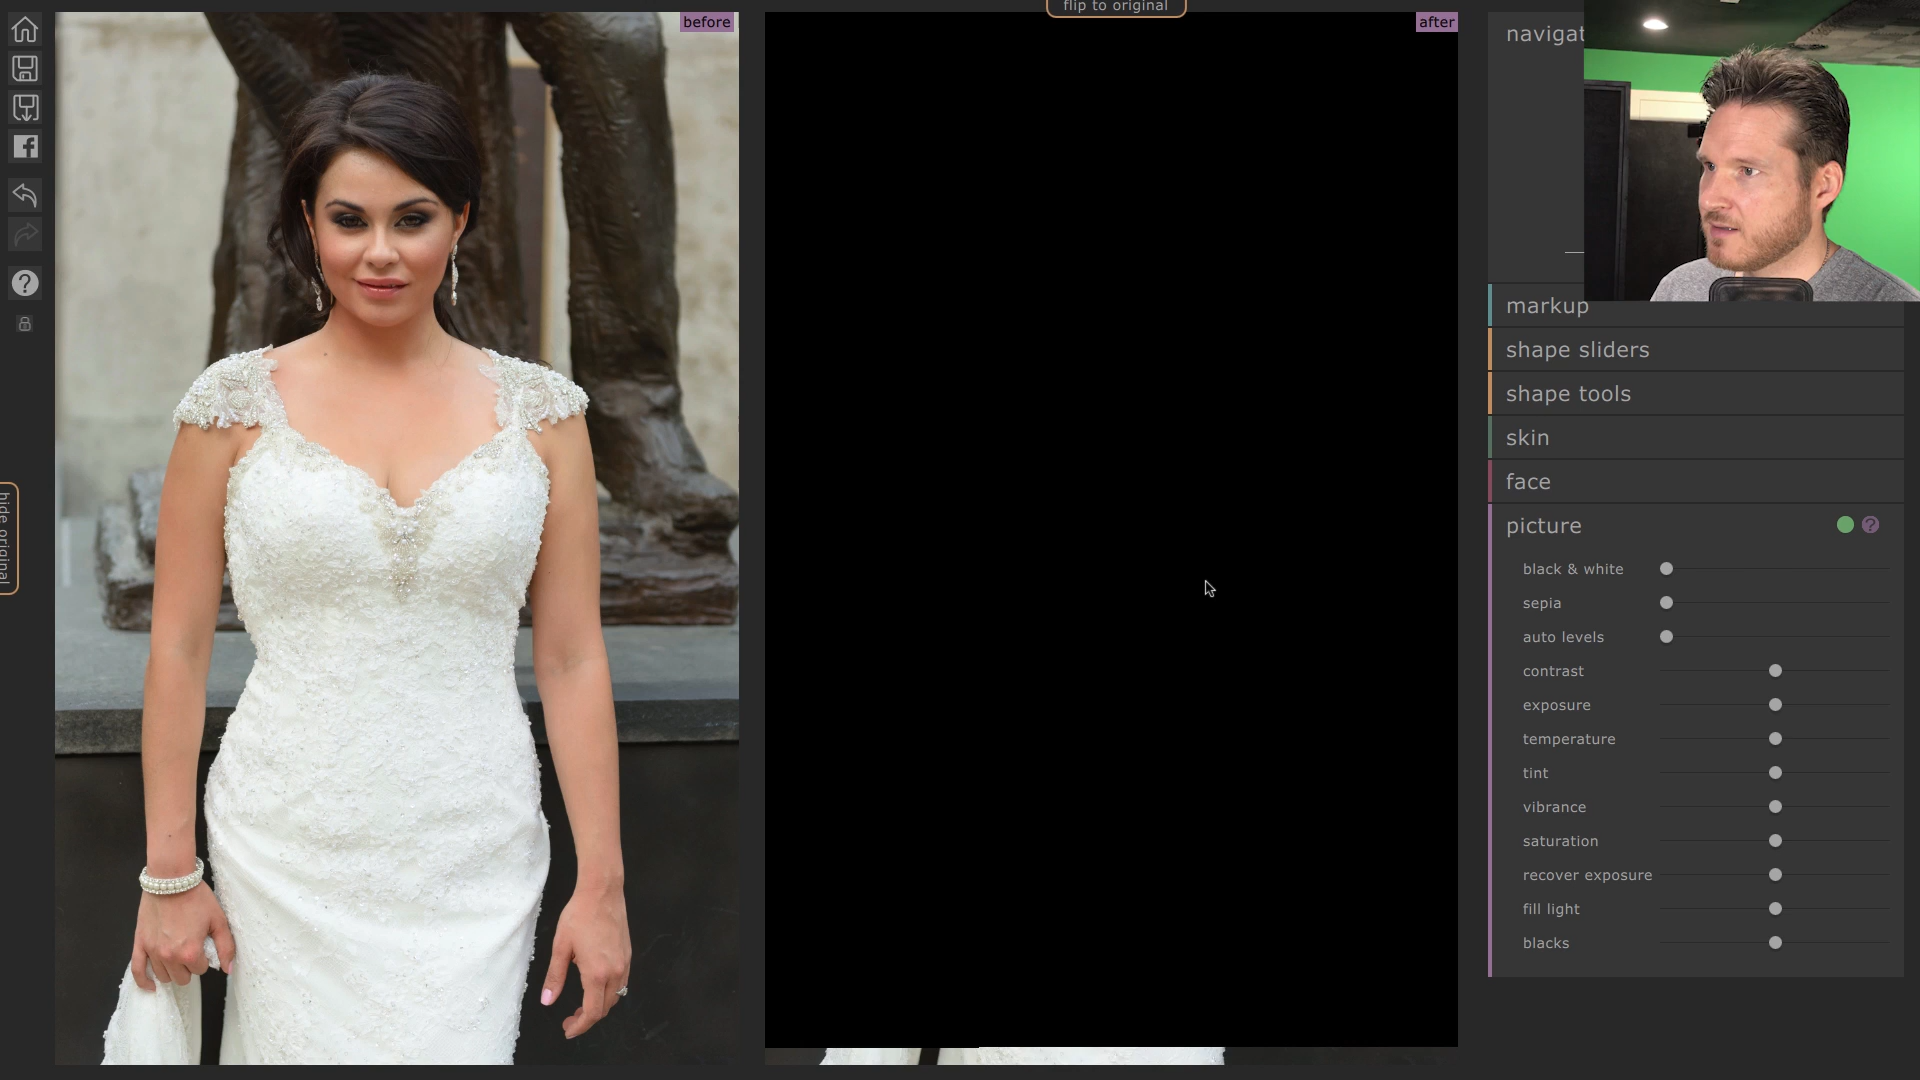 flip to original
before
after
navigat
hide original
markup
shape sliders
shape tools
skin
face
picture
?
black & white
sepia
auto levels
contrast
exposure
temperature
tint
vibrance
saturation
recover exposure
fill light
blacks